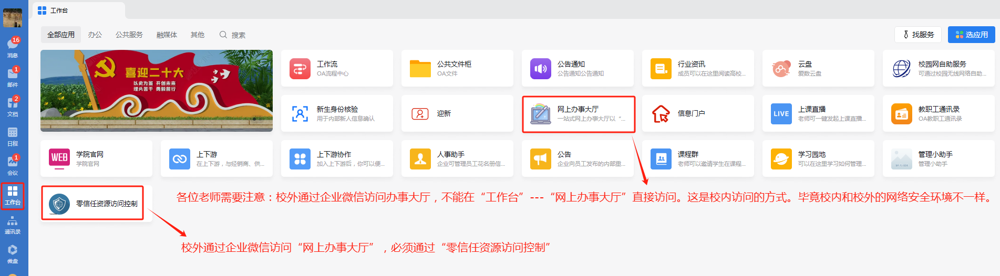 工作台
16
消息
1
邮件
2
文档
日程
1
会议
工作台
通讯录
微盘
全部应用 办公 公共服务 融媒体 其他 搜索
找服务 选应用
喜迎二十大
以史为鉴 开创未来
埋头苦干 勇毅前行
工作流
OA流程中心
公共文件柜
OA文件
公告通知
公告通知公告通知
行业资讯
成员可以在这里阅读高校...
云盘
爱数云盘
校园网自助服务
可通过校园无线网络自助...
新生身份核验
用于内部新人信息确认
迎新
网上办事大厅
一站式网上办事大厅以“...
信息门户
LIVE
上课直播
老师可一键发起上课直播...
教职工通讯录
OA教职工通讯录
WEB
学院官网
学院官网
上下游
在上下游，与经销商、供...
上下游协作
加入上下游后，你可以便...
人事助手
企业可管理员工花名册信...
公告
企业向员工发布的内部重...
课程群
老师可以邀请学生在课程...
学习园地
可以在这里学习如何管理...
管理小助手
管理小助手
零信任资源访问控制
各位老师需要注意：校外通过企业微信访问办事大厅，不能在“工作台”---“网上办事大厅”直接访问。这是校内访问的方式。毕竟校内和校外的网络安全环境不一样。
校外通过企业微信访问“网上办事大厅”，必须通过“零信任资源访问控制”